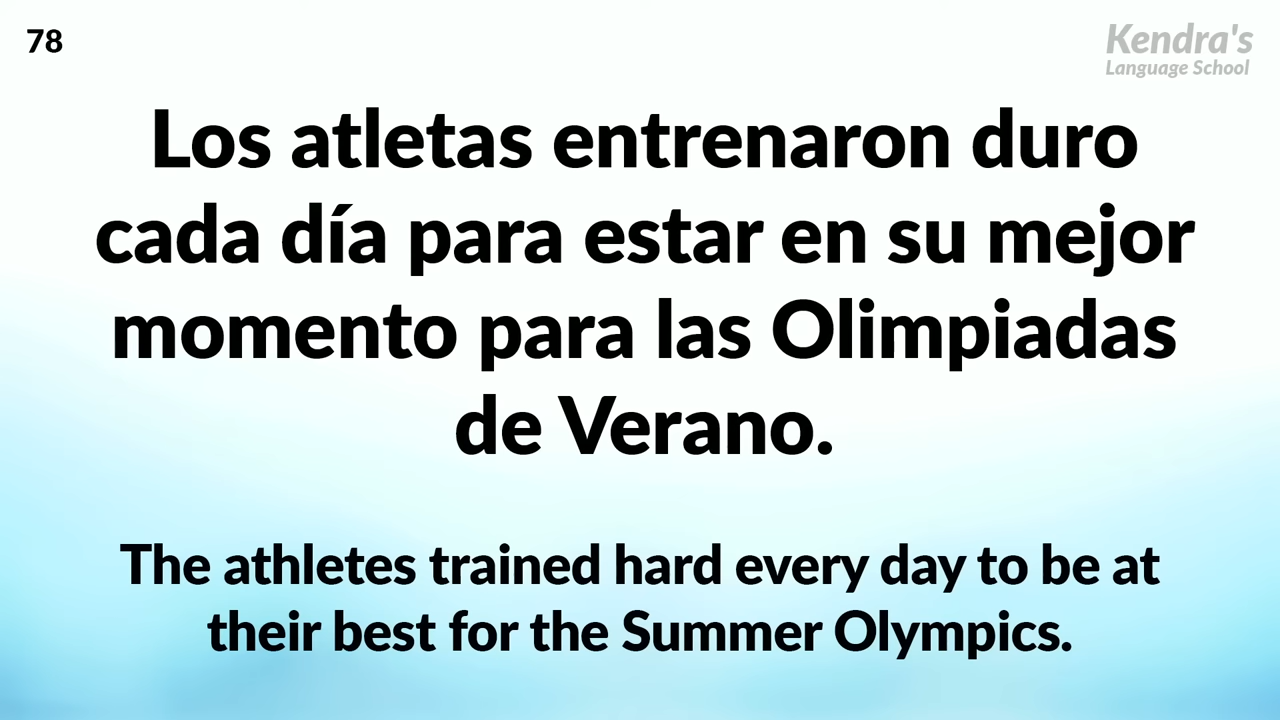 78
Kendra's
Language School
Los atletas entrenaron duro
cada día para estar en su mejor
momento para las Olimpiadas
de Verano.
The athletes trained hard every day to be at
their best for the Summer Olympics.